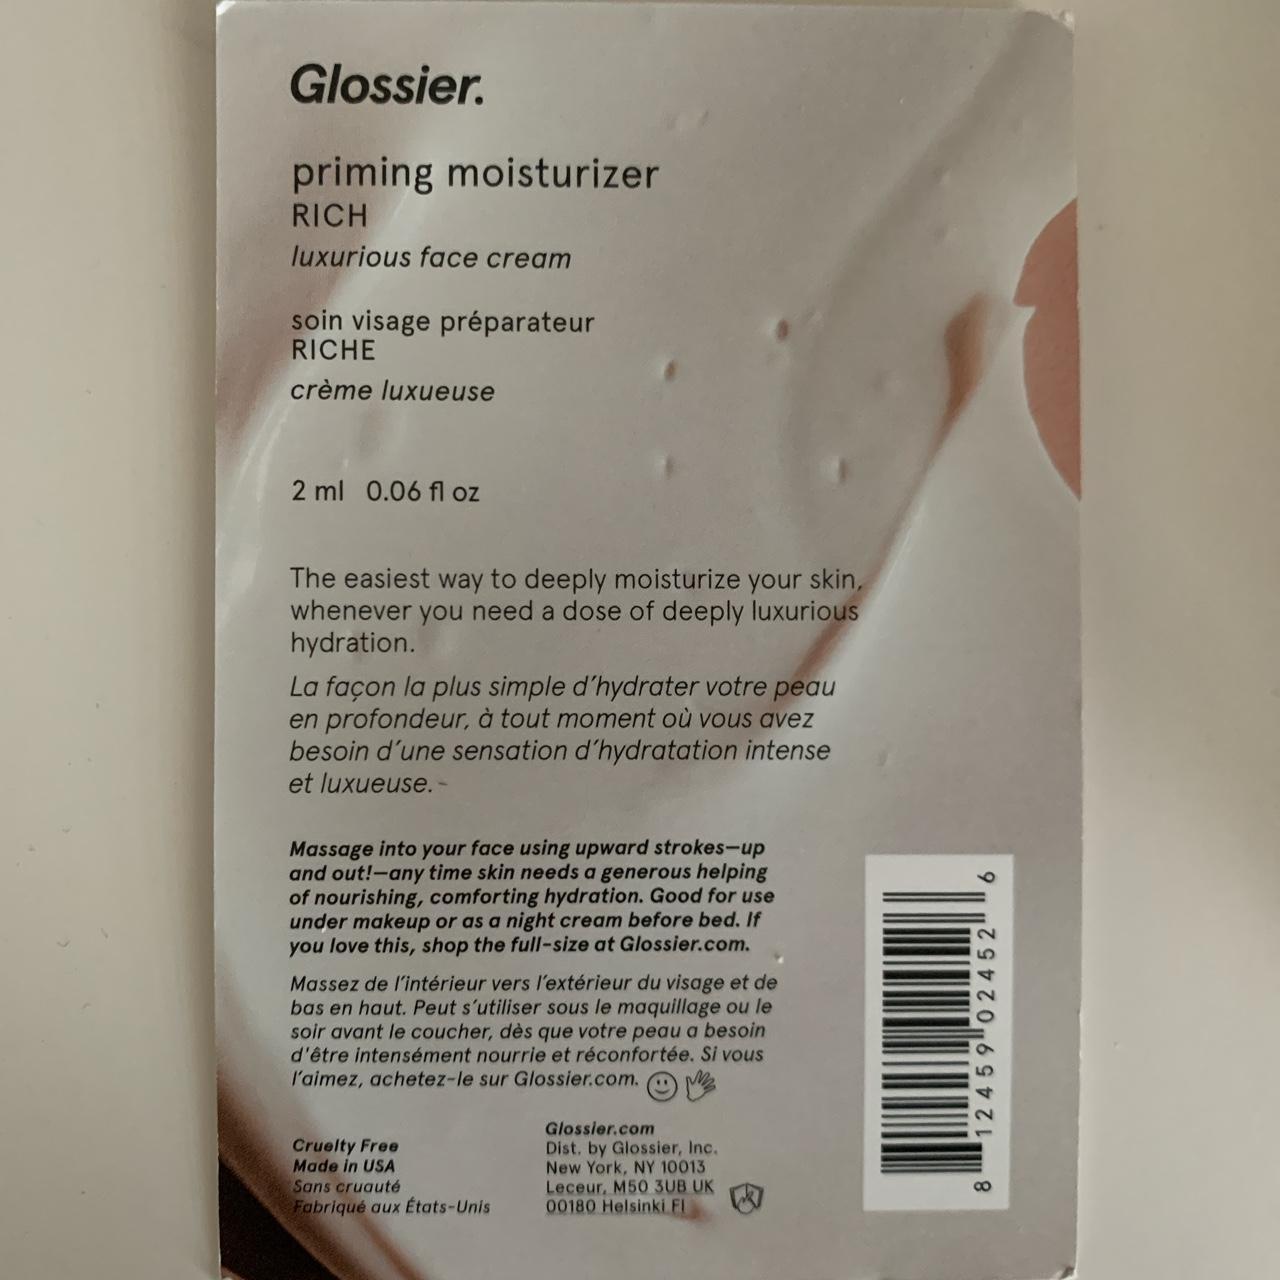 Glossier.
priming moisturizer
RICH
luxurious face cream
soin visage préparateur
RICHE
crème luxueuse
2 ml 0.06 fl oz
The easiest way to deeply moisturize your skin,
whenever you need a dose of deeply luxurious
hydration.
La façon la plus simple d'hydrater votre peau
en profondeur, à tout moment où vous avez
besoin d'une sensation d'hydratation intense
et luxueuse. -
Massage into your face using upward strokes—up
and out!—any time skin needs a generous helping
of nourishing, comforting hydration. Good for use
under makeup or as a night cream before bed. If
you love this, shop the full-size at Glossier.com.
Massez de l'intérieur vers l'extérieur du visage et de
bas en haut. Peut s'utiliser sous le maquillage ou le
soir avant le coucher, dès que votre peau a besoin
d'être intensément nourrie et réconfortée. Si vous
l'aimez, achetez-le sur Glossier.com.
Cruelty Free
Made in USA
Sans cruauté
Fabriqué aux États-Unis
Glossier.com
Dist. by Glossier, Inc.
New York, NY 10013
Leceur, M50 3UB UK
00180 Helsinki FI
8 12459 02452 6